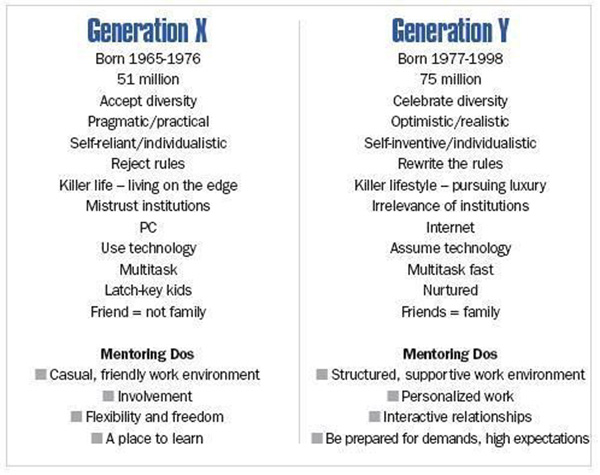 Generation X
Born 1965-1976
51 million
Accept diversity
Pragmatic/practical
Self-reliant/individualistic
Reject rules
Killer life – living on the edge
Mistrust institutions
PC
Use technology
Multitask
Latch-key kids
Friend = not family
Mentoring Dos
Casual, friendly work environment
Involvement
Flexibility and freedom
A place to learn
Generation Y
Born 1977-1998
75 million
Celebrate diversity
Optimistic/realistic
Self-inventive/individualistic
Rewrite the rules
Killer lifestyle – pursuing luxury
Irrelevance of institutions
Internet
Assume technology
Multitask fast
Nurtured
Friends = family
Mentoring Dos
Structured, supportive work environment
Personalized work
Interactive relationships
Be prepared for demands, high expectations